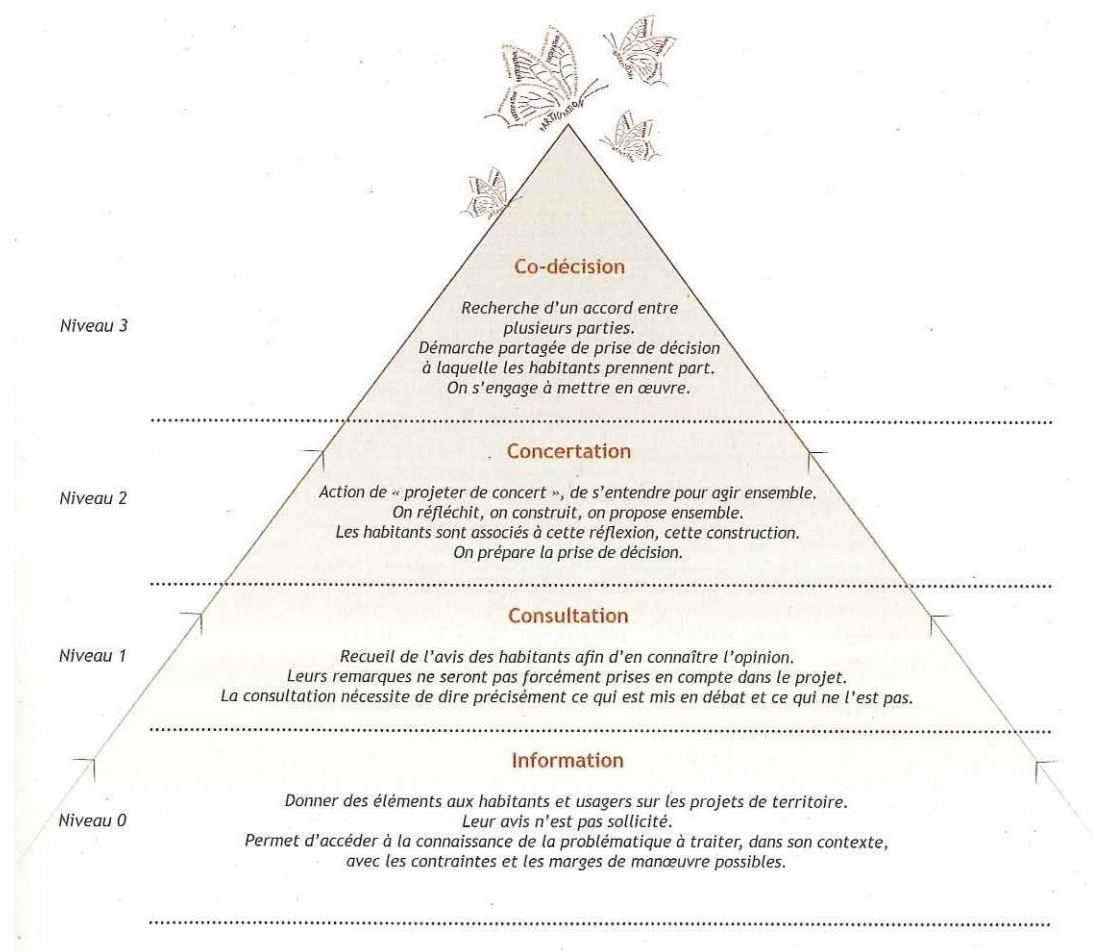 PARTICIPATION
Co-décision
Niveau 3
Recherche d'un accord entre
plusieurs parties.
Démarche partagée de prise de décision
à laquelle les habitants prennent part.
On s'engage à mettre en œuvre.
Concertation
Niveau 2
Action de « projeter de concert », de s'entendre pour agir ensemble.
On réfléchit, on construit, on propose ensemble.
Les habitants sont associés à cette réflexion, cette construction.
On prépare la prise de décision.
Consultation
Niveau 1
Recueil de l'avis des habitants afin d'en connaître l'opinion.
Leurs remarques ne seront pas forcément prises en compte dans le projet.
La consultation nécessite de dire précisément ce qui est mis en débat et ce qui ne l'est pas.
Information
Niveau 0
Donner des éléments aux habitants et usagers sur les projets de territoire.
Leur avis n'est pas sollicité.
Permet d'accéder à la connaissance de la problématique à traiter, dans son contexte,
avec les contraintes et les marges de manœuvre possibles.